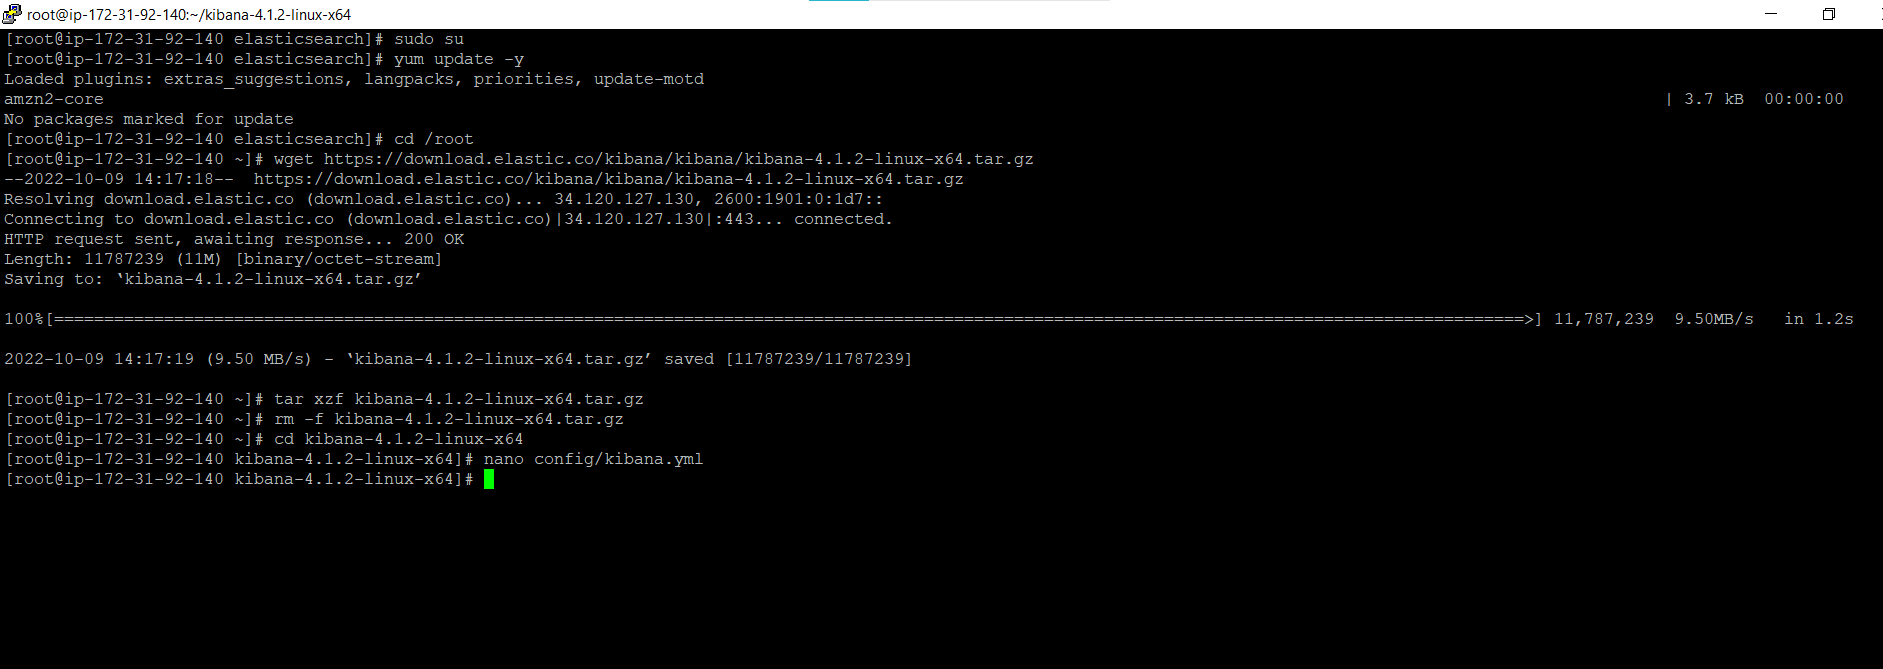 root@ip-172-31-92-140:~/kibana-4.1.2-linux-x64
[root@ip-172-31-92-140 elasticsearch]# sudo su
[root@ip-172-31-92-140 elasticsearch]# yum update -y
Loaded plugins: extras_suggestions, langpacks, priorities, update-motd
amzn2-core | 3.7 kB 00:00:00
No packages marked for update
[root@ip-172-31-92-140 elasticsearch]# cd /root
[root@ip-172-31-92-140 ~]# wget https://download.elastic.co/kibana/kibana/kibana-4.1.2-linux-x64.tar.gz
--2022-10-09 14:17:18-- https://download.elastic.co/kibana/kibana/kibana-4.1.2-linux-x64.tar.gz
Resolving download.elastic.co (download.elastic.co)... 34.120.127.130, 2600:1901:0:1d7::
Connecting to download.elastic.co (download.elastic.co)|34.120.127.130|:443... connected.
HTTP request sent, awaiting response... 200 OK
Length: 11787239 (11M) [binary/octet-stream]
Saving to: ‘kibana-4.1.2-linux-x64.tar.gz’
100%[===================================================================================================================================================>] 11,787,239 9.50MB/s in 1.2s
2022-10-09 14:17:19 (9.50 MB/s) - ‘kibana-4.1.2-linux-x64.tar.gz’ saved [11787239/11787239]
[root@ip-172-31-92-140 ~]# tar xzf kibana-4.1.2-linux-x64.tar.gz
[root@ip-172-31-92-140 ~]# rm -f kibana-4.1.2-linux-x64.tar.gz
[root@ip-172-31-92-140 ~]# cd kibana-4.1.2-linux-x64
[root@ip-172-31-92-140 kibana-4.1.2-linux-x64]# nano config/kibana.yml
[root@ip-172-31-92-140 kibana-4.1.2-linux-x64]#